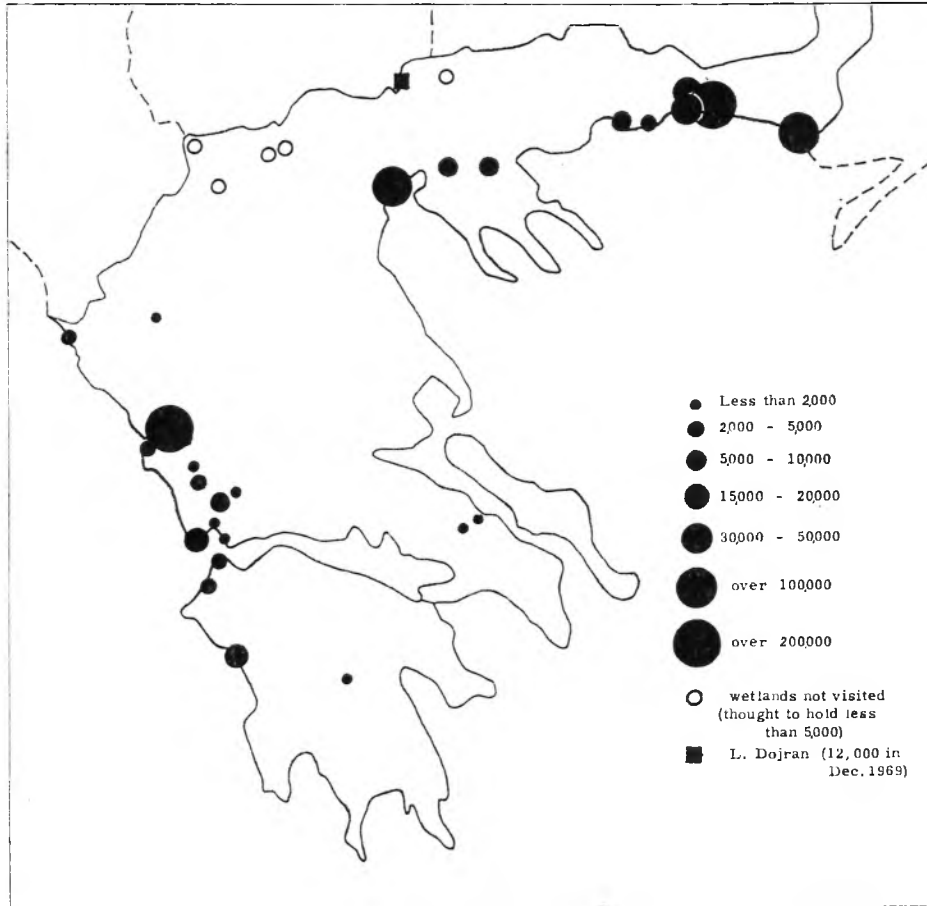 Less than 2,000
2,000 - 5,000
5,000 - 10,000
15,000 - 20,000
30,000 - 50,000
over 100,000
over 200,000
wetlands not visited
(thought to hold less
than 5,000)
L. Dojran (12,000 in
Dec. 1969)